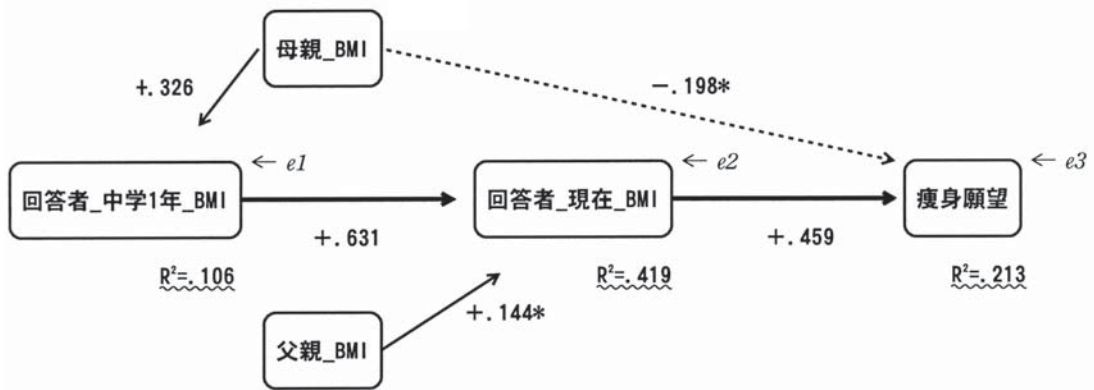 母親_BMI
+.326
−.198*
← e1
← e2
← e3
回答者_中学1年_BMI
回答者_現在_BMI
痩身願望
+.631
+.459
R²=.106
R²=.419
R²=.213
+.144*
父親_BMI